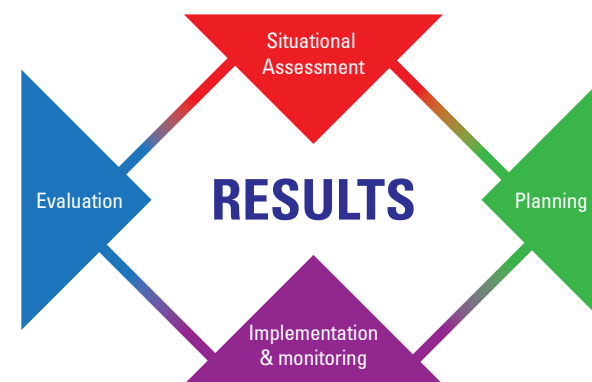 Situational
Assessment
Evaluation
RESULTS
Planning
Implementation
& monitoring